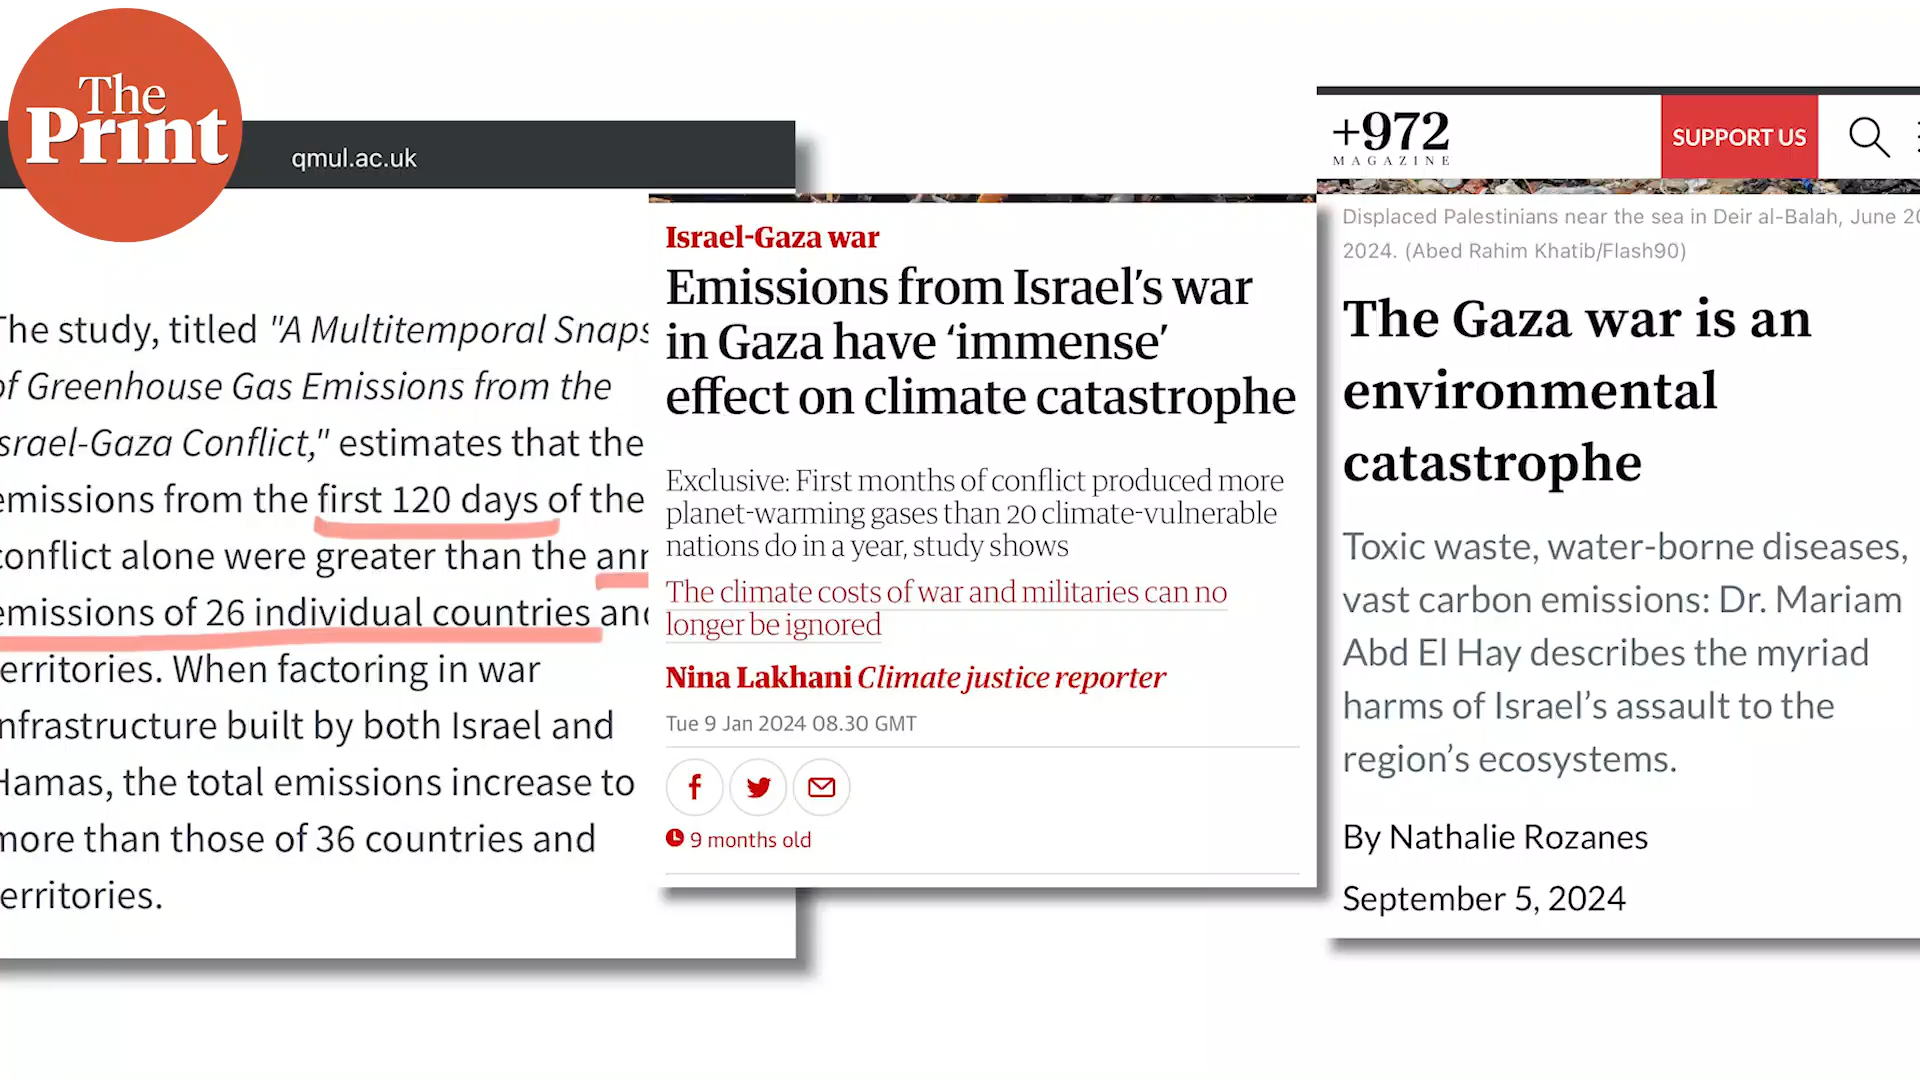 The
Print
qmul.ac.uk
The study, titled "A Multitemporal Snaps
of Greenhouse Gas Emissions from the
Israel-Gaza Conflict," estimates that the
emissions from the first 120 days of the
conflict alone were greater than the ann
emissions of 26 individual countries and
territories. When factoring in war
infrastructure built by both Israel and
Hamas, the total emissions increase to
more than those of 36 countries and
territories.
Israel-Gaza war
Emissions from Israel’s war
in Gaza have ‘immense’
effect on climate catastrophe
Exclusive: First months of conflict produced more
planet-warming gases than 20 climate-vulnerable
nations do in a year, study shows
The climate costs of war and militaries can no
longer be ignored
Nina Lakhani Climate justice reporter
Tue 9 Jan 2024 08.30 GMT
9 months old
+972
MAGAZINE
SUPPORT US
Displaced Palestinians near the sea in Deir al-Balah, June 20
2024. (Abed Rahim Khatib/Flash90)
The Gaza war is an
environmental
catastrophe
Toxic waste, water-borne diseases,
vast carbon emissions: Dr. Mariam
Abd El Hay describes the myriad
harms of Israel’s assault to the
region’s ecosystems.
By Nathalie Rozanes
September 5, 2024